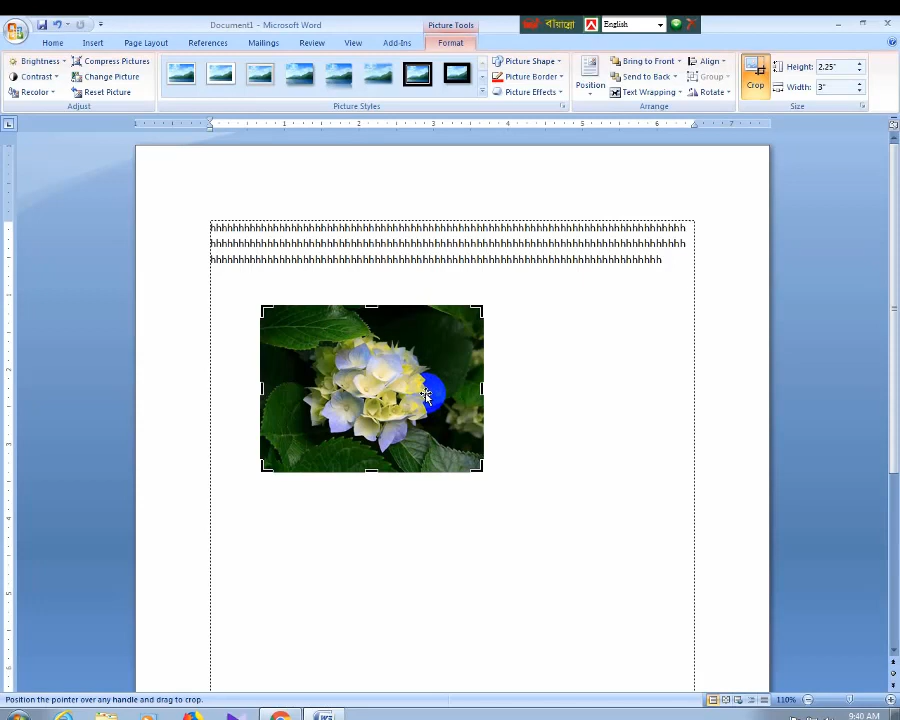 Document1 - Microsoft Word
Picture Tools
English
Home
Insert
Page Layout
References
Mailings
Review
View
Add-Ins
Format
Brightness
Contrast
Recolor
Compress Pictures
Change Picture
Reset Picture
Adjust
Picture Styles
Picture Shape
Picture Border
Picture Effects
Position
Bring to Front
Send to Back
Text Wrapping
Align
Group
Rotate
Arrange
Crop
Height: 2.25"
Width: 3"
Size
Position the pointer over any handle and drag to crop.
110%
9:40 AM